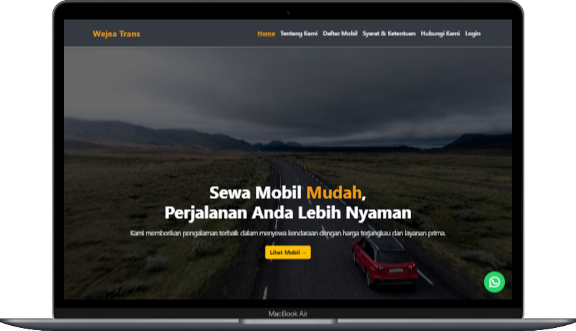 Wejea Trans
Home Tentang Kami Daftar Mobil Syarat & Ketentuan Hubungi Kami Login
Sewa Mobil Mudah,
Perjalanan Anda Lebih Nyaman
Kami memberikan pengalaman terbaik dalam menyewa kendaraan dengan harga terjangkau dan layanan prima.
Lihat Mobil →
MacBook Air